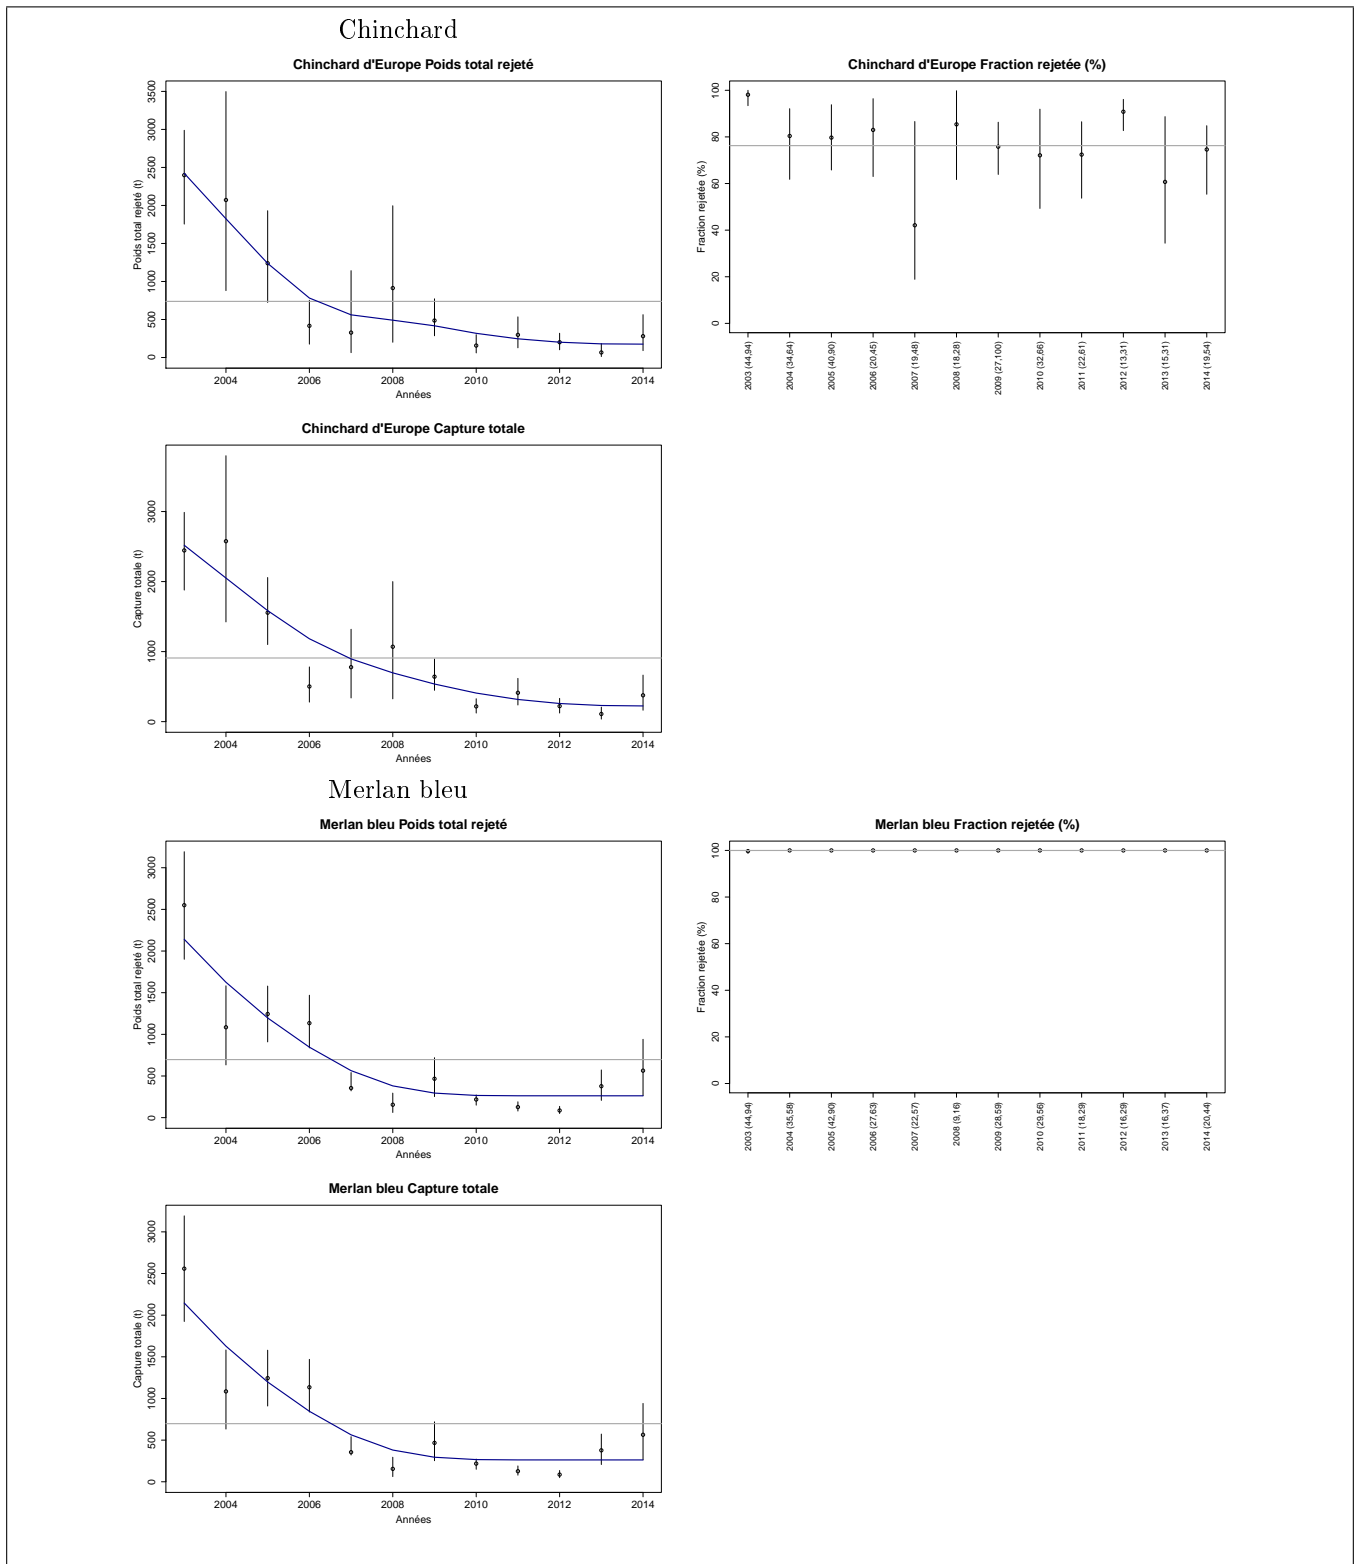 Chinchard
Chinchard d'Europe Poids total rejeté
Poids total rejeté (t)
3500
3000
2500
2000
1500
1000
500
0
2004 2006 2008 2010 2012 2014
Années
Chinchard d'Europe Fraction rejetée (%)
Fraction rejetée (%)
100
80
60
40
20
0
2003 (44,94)
2004 (34,64)
2005 (40,90)
2006 (20,45)
2007 (19,48)
2008 (18,28)
2009 (27,100)
2010 (32,66)
2011 (22,61)
2012 (13,31)
2013 (15,31)
2014 (19,54)
Chinchard d'Europe Capture totale
Capture totale (t)
3000
2000
1000
0
2004 2006 2008 2010 2012 2014
Années
Merlan bleu
Merlan bleu Poids total rejeté
Poids total rejeté (t)
3000
2500
2000
1500
1000
500
0
2004 2006 2008 2010 2012 2014
Années
Merlan bleu Fraction rejetée (%)
Fraction rejetée (%)
100
80
60
40
20
0
2003 (44,94)
2004 (35,58)
2005 (42,90)
2006 (27,63)
2007 (22,57)
2008 (9,16)
2009 (28,59)
2010 (29,56)
2011 (18,29)
2012 (16,29)
2013 (16,37)
2014 (20,44)
Merlan bleu Capture totale
Capture totale (t)
3000
2500
2000
1500
1000
500
0
2004 2006 2008 2010 2012 2014
Années